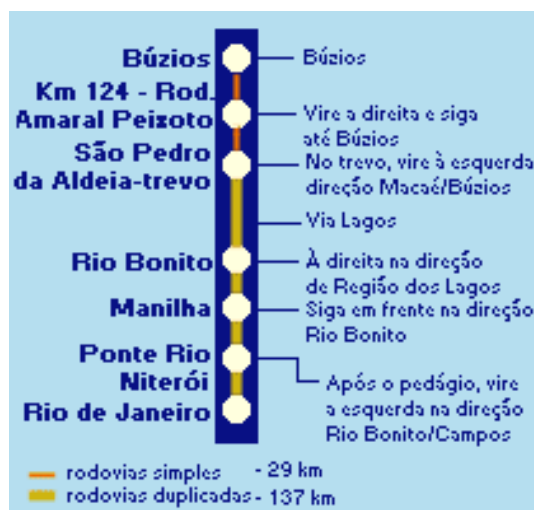 Búzios
Búzios
Km 124 - Rod.
Amaral Peixoto
Vire a direita e siga
até Búzios
São Pedro
da Aldeia-trevo
No trevo, vire à esquerda
direção Macaé/Búzios
Via Lagos
Rio Bonito
À direita na direção
de Região dos Lagos
Manilha
Siga em frente na direção
Rio Bonito
Ponte Rio
Niterói
Após o pedágio, vire
a esquerda na direção
Rio Bonito/Campos
Rio de Janeiro
rodovias simples - 29 km
rodovias duplicadas - 137 km